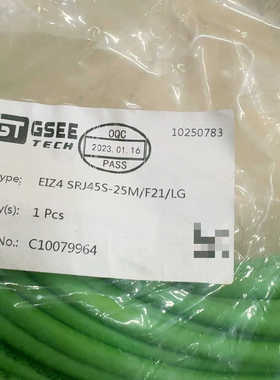 GSEE
TECH
OQC
2023.01.16
PASS
10250783
ype: EIZ4 SRJ45S-25M/F21/LG
y(s): 1 Pcs
No.: C10079964